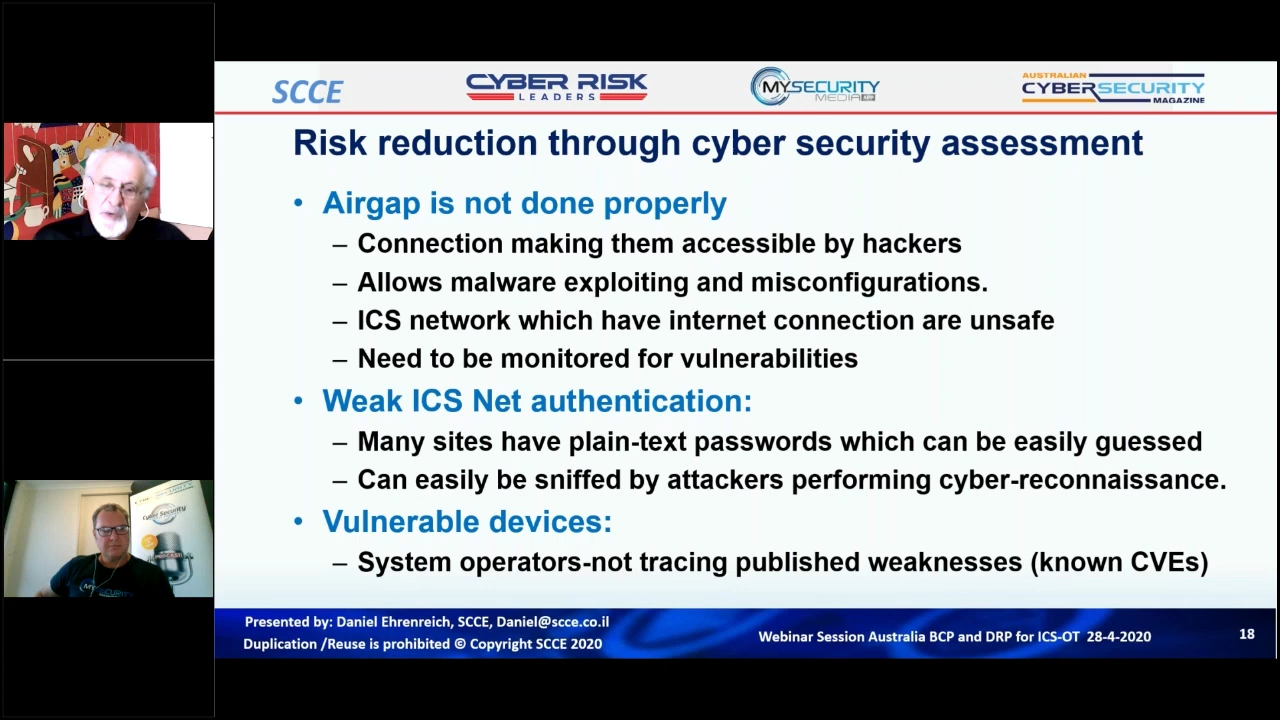 SCCE
CYBER RISK
LEADERS
MYSECURITY
MEDIA
AUSTRALIAN
CYBERSECURITY
MAGAZINE
Risk reduction through cyber security assessment
• Airgap is not done properly
– Connection making them accessible by hackers
– Allows malware exploiting and misconfigurations.
– ICS network which have internet connection are unsafe
– Need to be monitored for vulnerabilities
• Weak ICS Net authentication:
– Many sites have plain-text passwords which can be easily guessed
– Can easily be sniffed by attackers performing cyber-reconnaissance.
• Vulnerable devices:
– System operators-not tracing published weaknesses (known CVEs)
Cyber Security
PODCAST
MYSECURITY
Presented by: Daniel Ehrenreich, SCCE, Daniel@scce.co.il
Duplication /Reuse is prohibited © Copyright SCCE 2020
Webinar Session Australia BCP and DRP for ICS-OT 28-4-2020
18